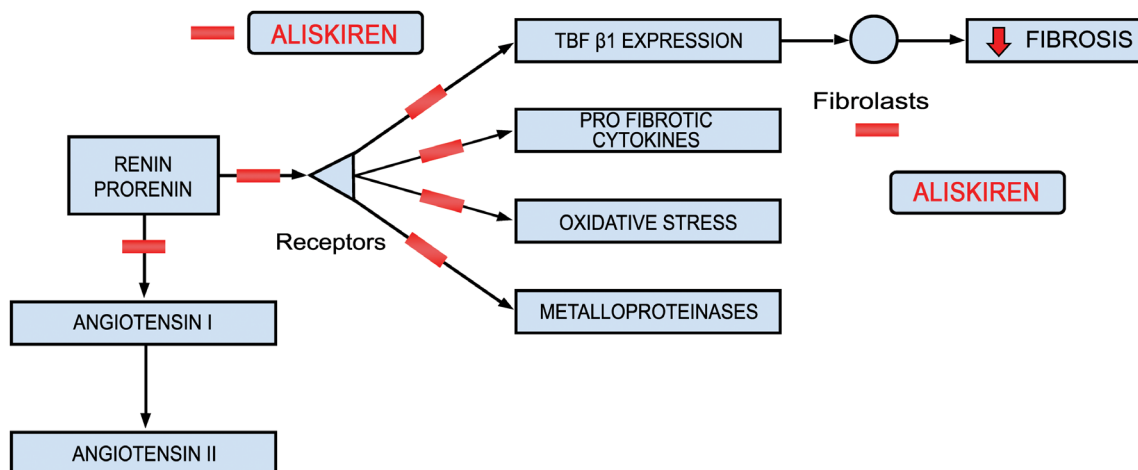 ALISKIREN
TBF β1 EXPRESSION
FIBROSIS
Fibrolasts
PRO FIBROTIC
CYTOKINES
RENIN
PRORENIN
ALISKIREN
Receptors
OXIDATIVE STRESS
METALLOPROTEINASES
ANGIOTENSIN I
ANGIOTENSIN II